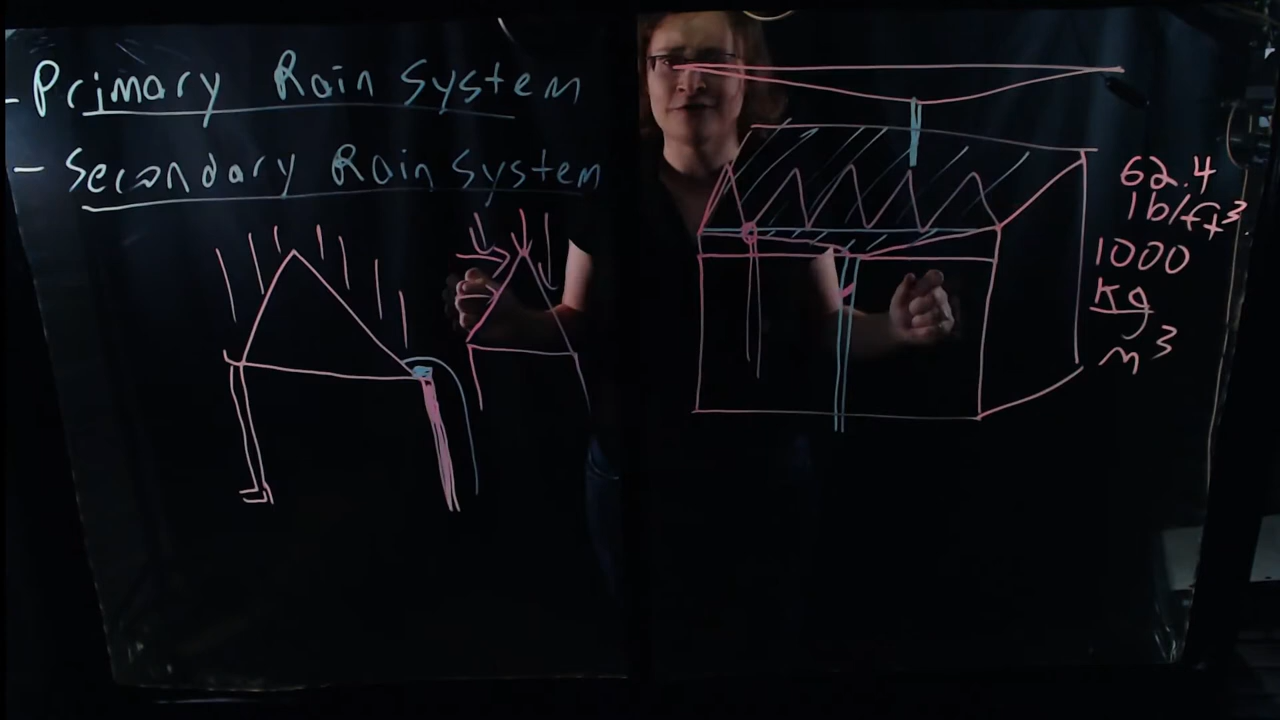 - Primary Rain System
- Secondary Rain System
62.4
lb/ft³
1000
kg
m³